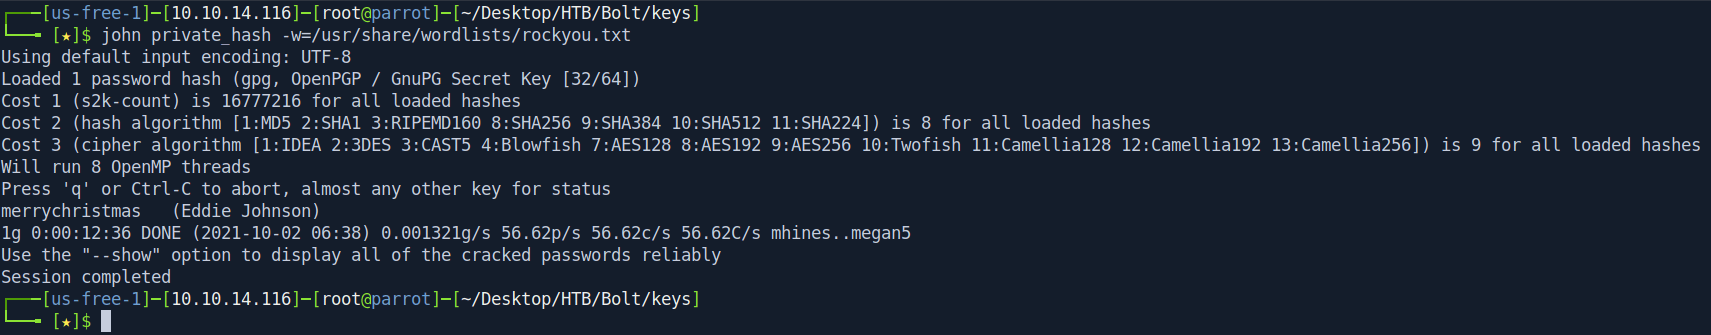 ┌───[us-free-1]─[10.10.14.116]─[root@parrot]─[~/Desktop/HTB/Bolt/keys]
└──╼ [★]$ john private_hash -w=/usr/share/wordlists/rockyou.txt
Using default input encoding: UTF-8
Loaded 1 password hash (gpg, OpenPGP / GnuPG Secret Key [32/64])
Cost 1 (s2k-count) is 16777216 for all loaded hashes
Cost 2 (hash algorithm [1:MD5 2:SHA1 3:RIPEMD160 8:SHA256 9:SHA384 10:SHA512 11:SHA224]) is 8 for all loaded hashes
Cost 3 (cipher algorithm [1:IDEA 2:3DES 3:CAST5 4:Blowfish 7:AES128 8:AES192 9:AES256 10:Twofish 11:Camellia128 12:Camellia192 13:Camellia256]) is 9 for all loaded hashes
Will run 8 OpenMP threads
Press 'q' or Ctrl-C to abort, almost any other key for status
merrychristmas   (Eddie Johnson)
1g 0:00:12:36 DONE (2021-10-02 06:38) 0.001321g/s 56.62p/s 56.62c/s 56.62C/s mhines..megan5
Use the "--show" option to display all of the cracked passwords reliably
Session completed
┌───[us-free-1]─[10.10.14.116]─[root@parrot]─[~/Desktop/HTB/Bolt/keys]
└──╼ [★]$